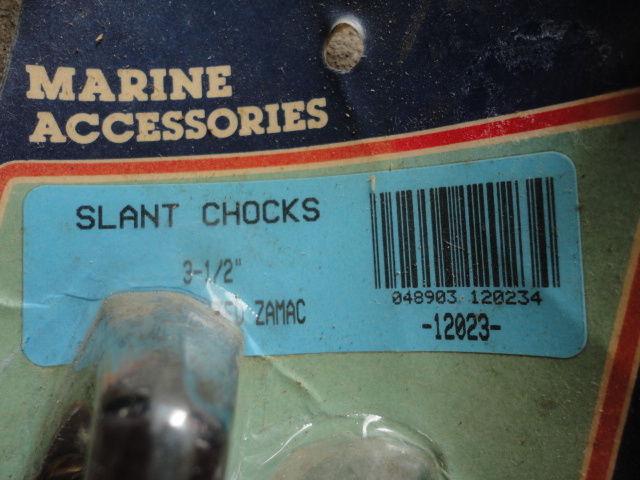 MARINE
ACCESSORIES
SLANT CHOCKS
3-1/2"
ZAMAC
048903 120234
-12023-